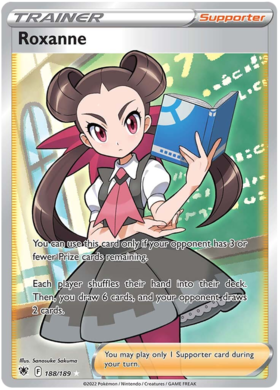 TRAINER Supporter
Roxanne
You can use this card only if your opponent has 3 or
fewer Prize cards remaining.
Each player shuffles their hand into their deck.
Then, you draw 6 cards, and your opponent draws
2 cards.
You may play only 1 Supporter card during
your turn.
Illus. Sanosuke Sakuma
F 188/189
©2022 Pokémon / Nintendo / Creatures / GAME FREAK